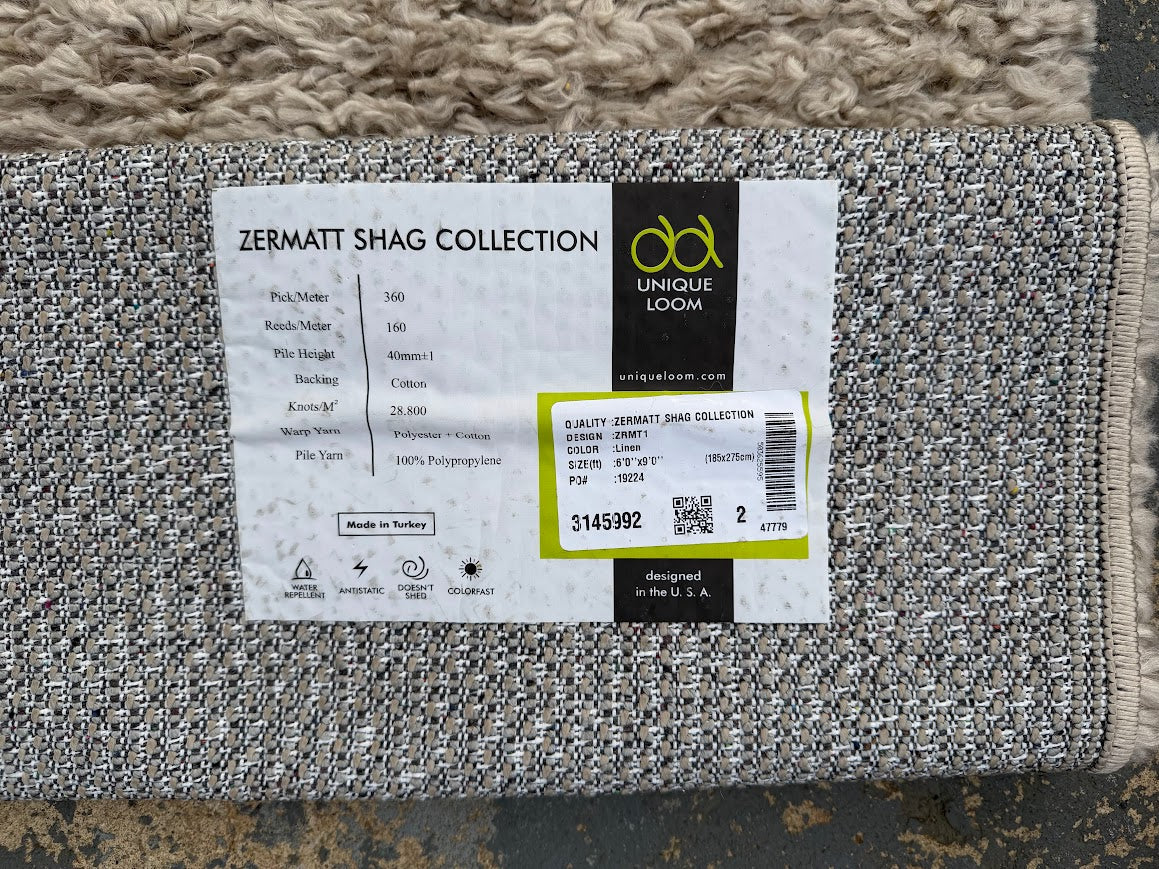 ZERMATT SHAG COLLECTION
Pick/Meter 360
Reeds/Meter 160
Pile Height 40mm±1
Backing Cotton
Knots/M² 28.800
Warp Yarn Polyester + Cotton
Pile Yarn 100% Polypropylene
Made in Turkey
WATER REPELLENT
ANTISTATIC
DOESN'T SHED
COLORFAST
UNIQUE
LOOM
uniqueloom.com
QUALITY :ZERMATT SHAG COLLECTION
DESIGN :ZRMT1
COLOR :Linen
SIZE(ft) :6'0''x9'0'' (185x275cm)
PO# :19224
3145992
2
47779
designed
in the U. S. A.